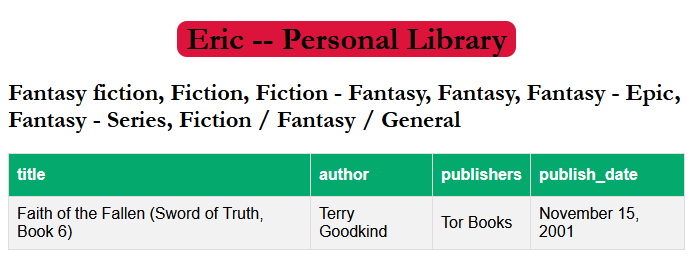 Eric -- Personal Library
Fantasy fiction, Fiction, Fiction - Fantasy, Fantasy, Fantasy - Epic,
Fantasy - Series, Fiction / Fantasy / General
title author publishers publish_date
Faith of the Fallen (Sword of Truth, Book 6) Terry Goodkind Tor Books November 15, 2001